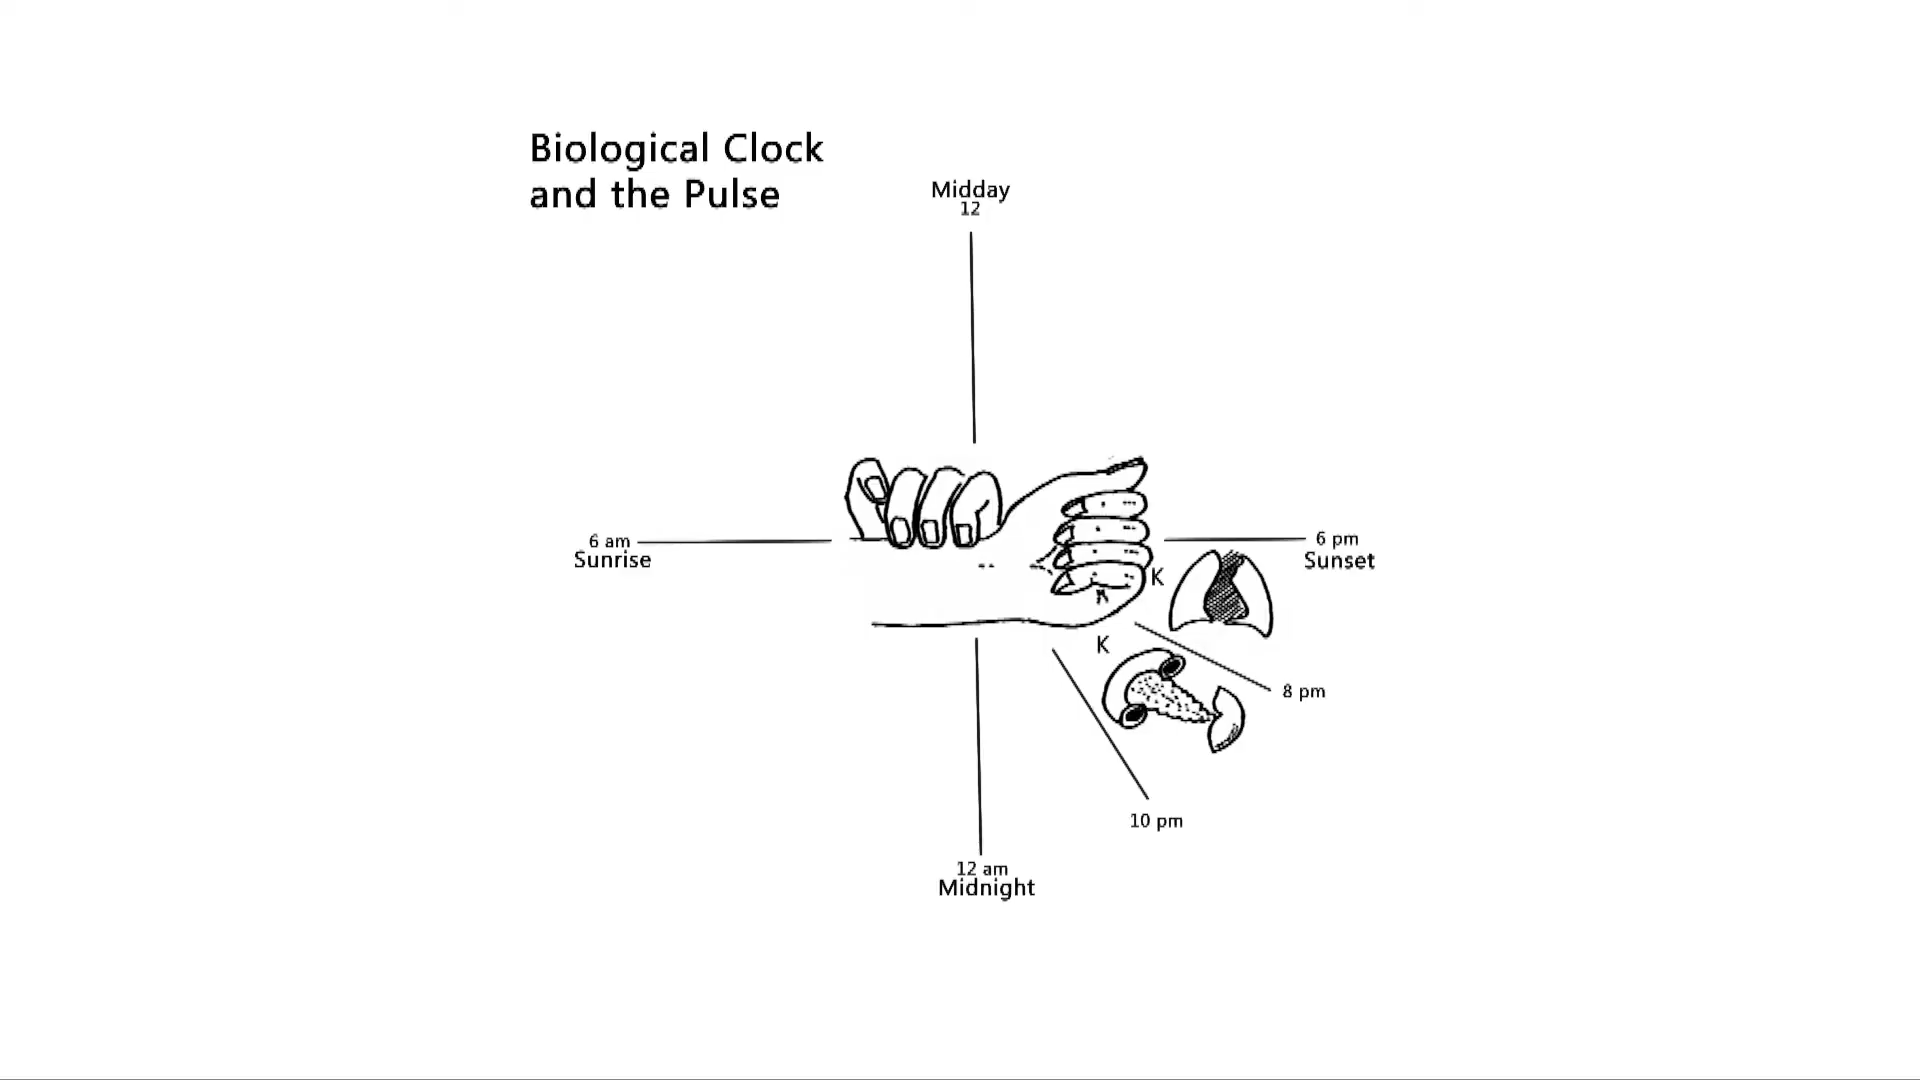 Biological Clock
and the Pulse
Midday
12
6 am
Sunrise
6 pm
Sunset
K
K
K
8 pm
10 pm
12 am
Midnight